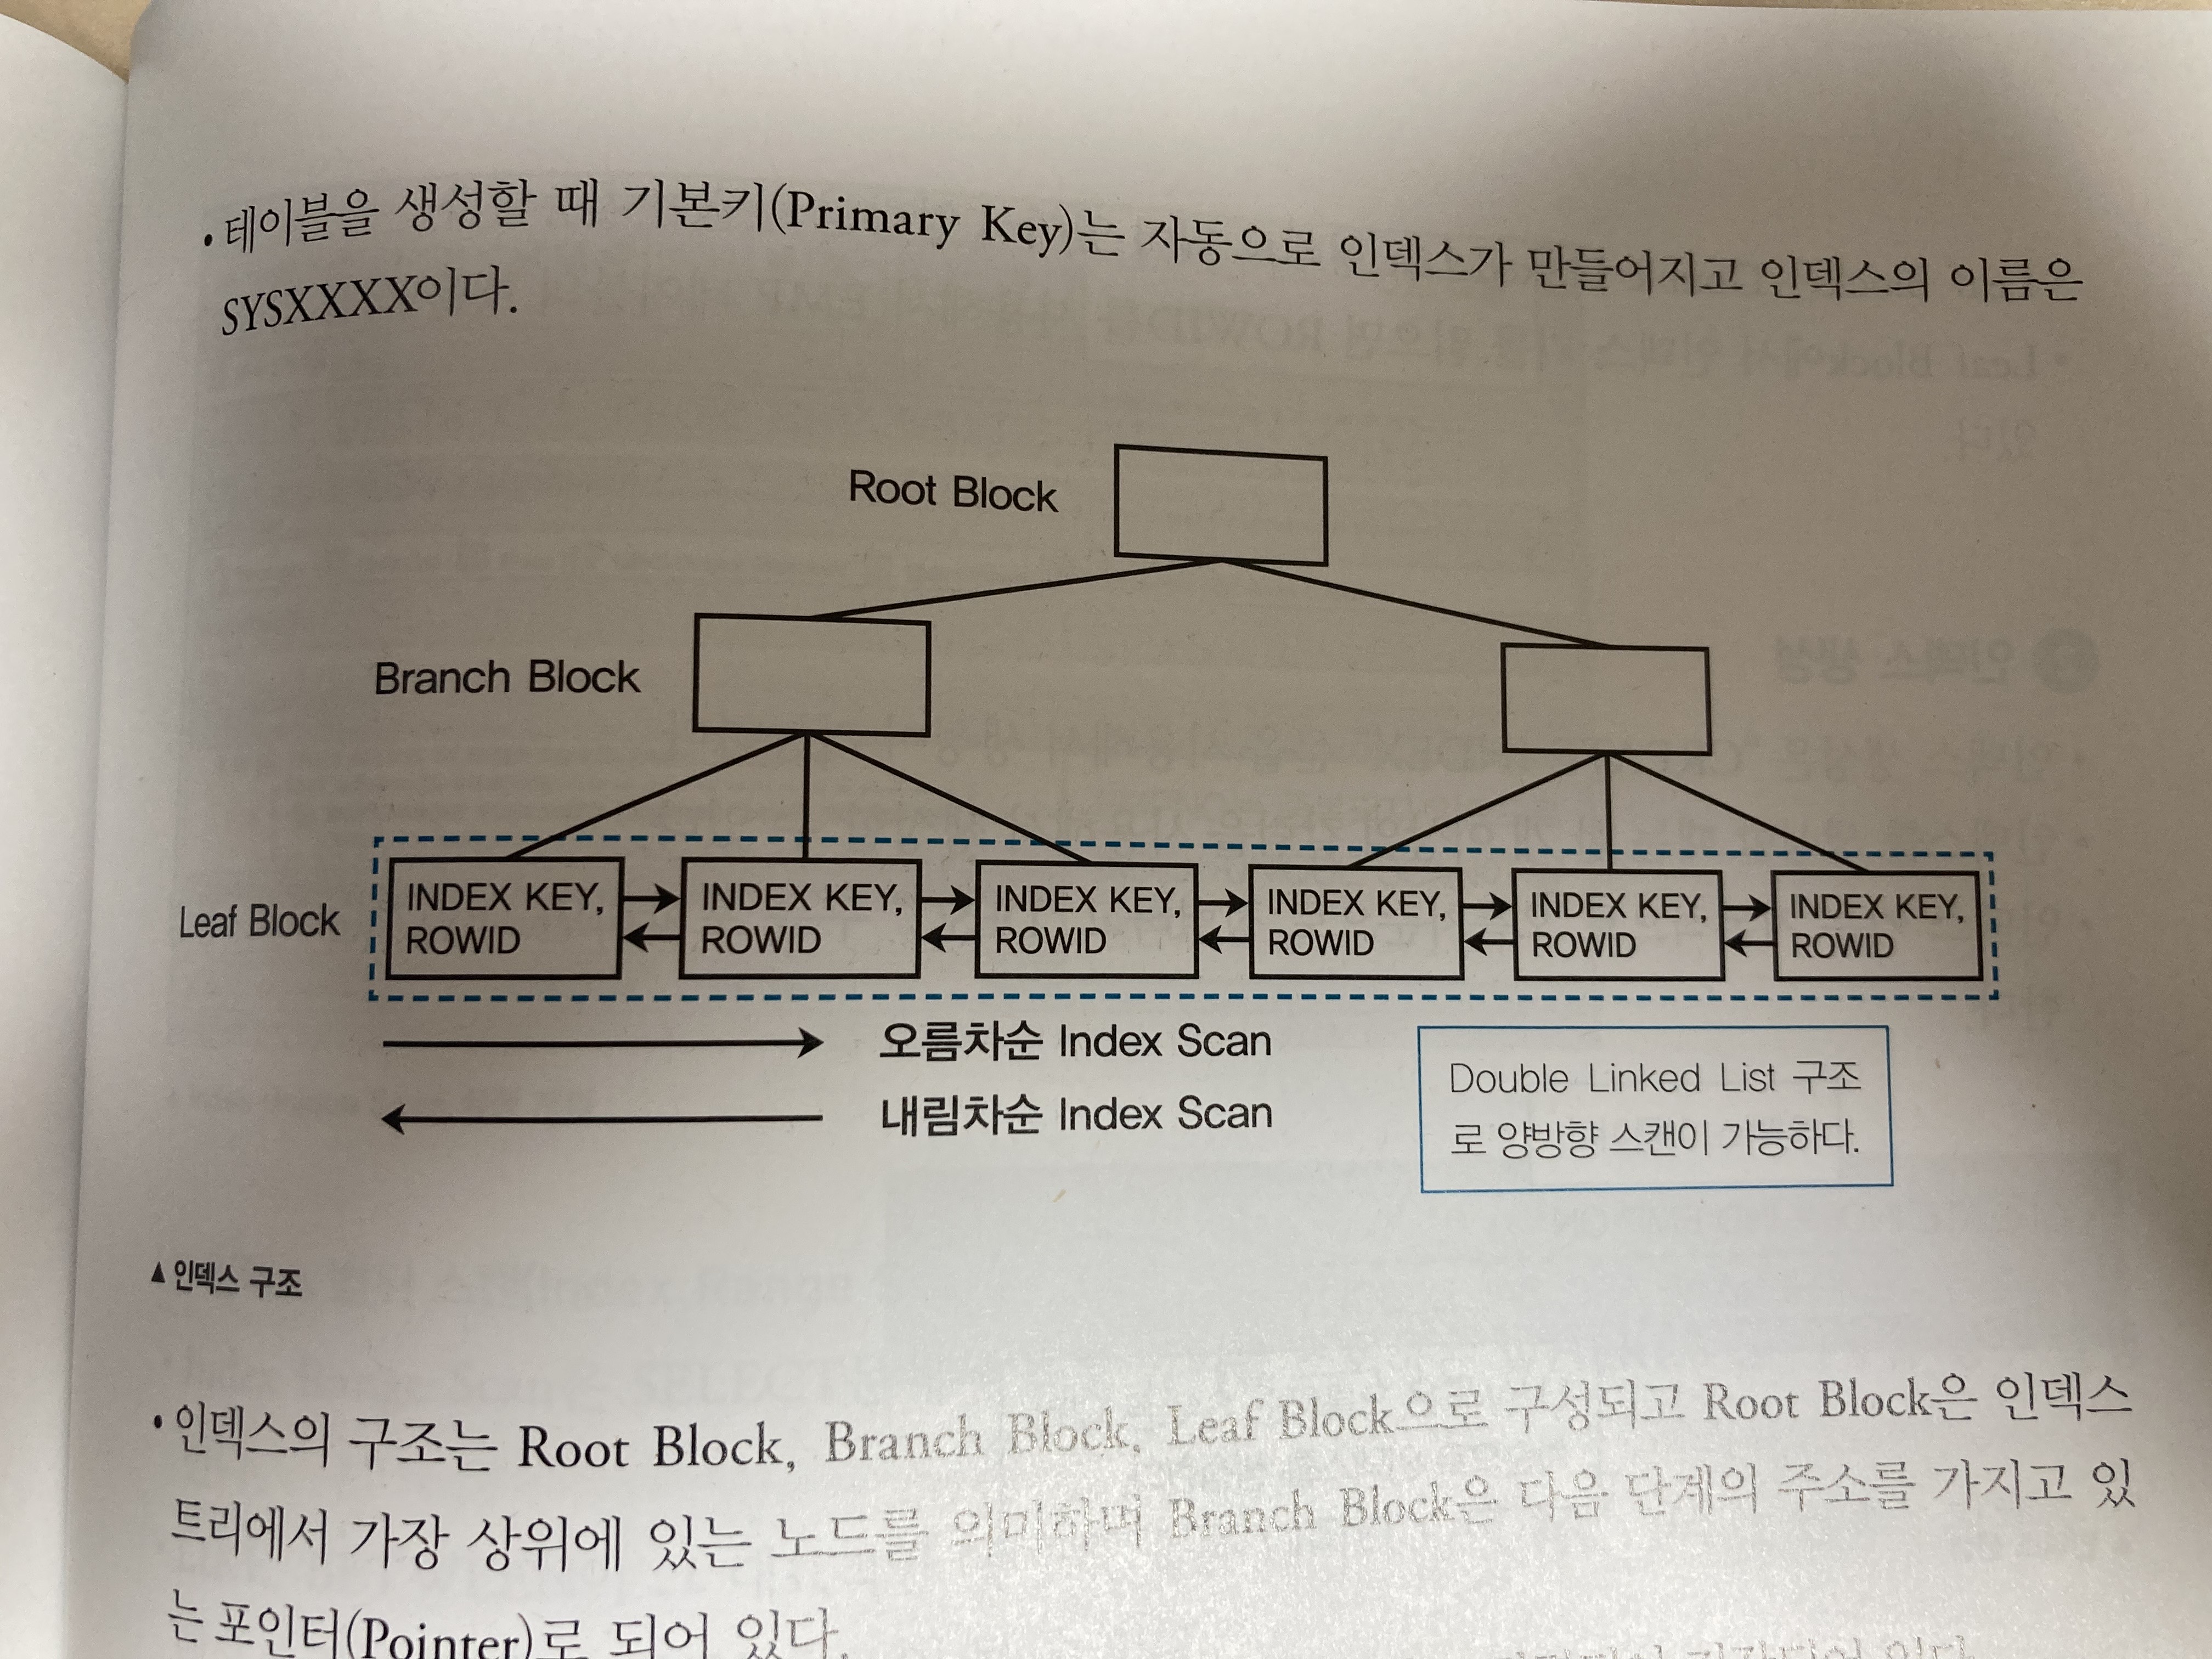 • 테이블을 생성할 때 기본키(Primary Key)는 자동으로 인덱스가 만들어지고 인덱스의 이름은
SYSXXXX이다.
Root Block
Branch Block
Leaf Block
INDEX KEY,
ROWID
INDEX KEY,
ROWID
INDEX KEY,
ROWID
INDEX KEY,
ROWID
INDEX KEY,
ROWID
INDEX KEY,
ROWID
오름차순 Index Scan
내림차순 Index Scan
Double Linked List 구조
로 양방향 스캔이 가능하다.
▲ 인덱스 구조
• 인덱스의 구조는 Root Block, Branch Block, Leaf Block으로 구성되고 Root Block은 인덱스
트리에서 가장 상위에 있는 노드를 의미하며 Branch Block은 다음 단계의 주소를 가지고 있
는 포인터(Pointer)로 되어 있다.
있다.